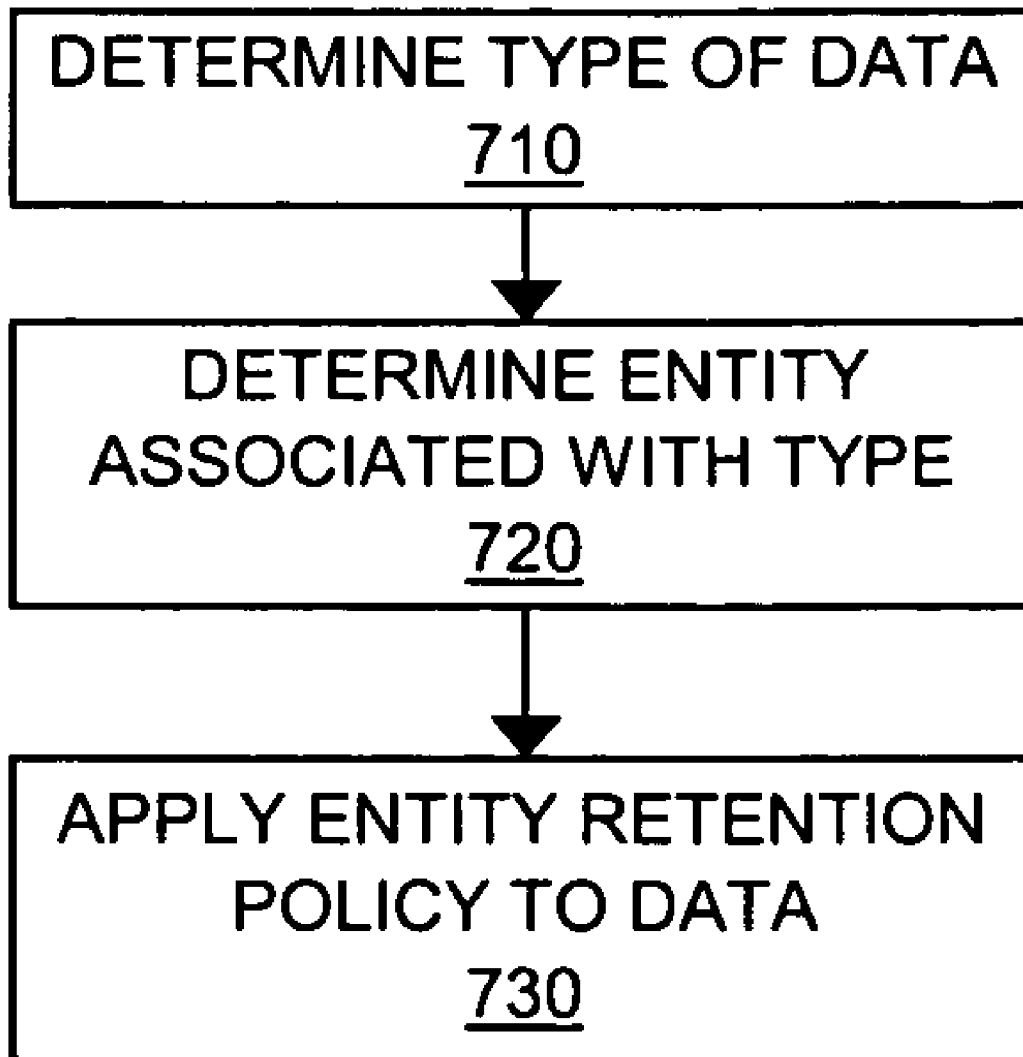 DETERMINE TYPE OF DATA
710
DETERMINE ENTITY
ASSOCIATED WITH TYPE
720
APPLY ENTITY RETENTION
POLICY TO DATA
730